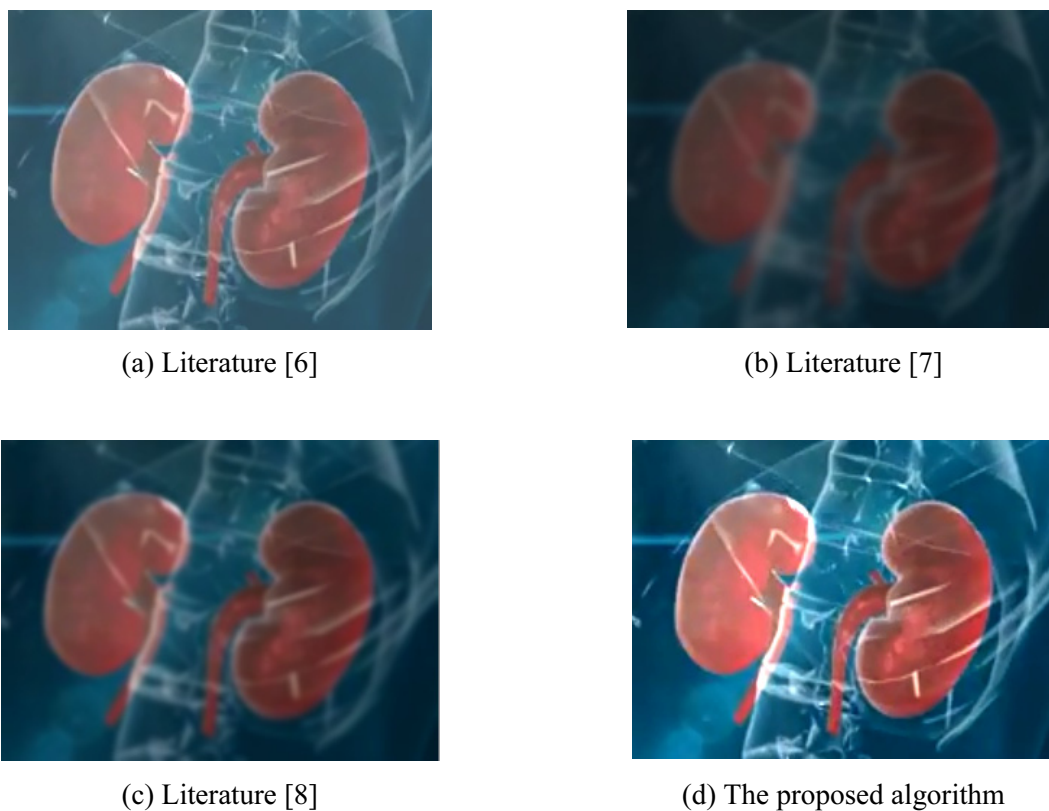 (a) Literature [6]
(b) Literature [7]
(c) Literature [8]
(d) The proposed algorithm